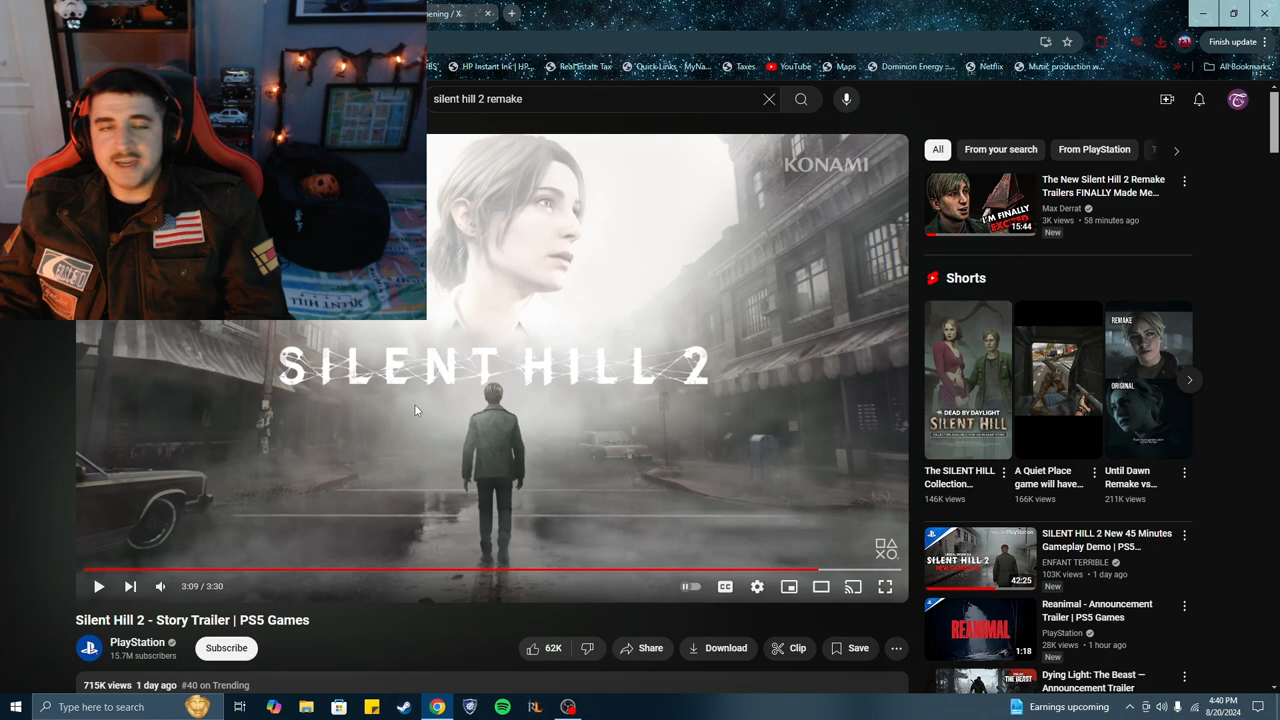 ening / X
Finish update
BS
HP Instant Ink | HP...
Real Estate Tax
Quick-Links - MyNa...
Taxes
YouTube
Maps
Dominion Energy ::...
Netflix
Music production w...
All Bookmarks
silent hill 2 remake
KONAMI
SILENT HILL 2
3:09 / 3:30
CC
Silent Hill 2 - Story Trailer | PS5 Games
PlayStation
15.7M subscribers
Subscribe
62K
Share
Download
Clip
Save
715K views 1 day ago #40 on Trending
All
From your search
From PlayStation
I'M FINALLY
EXCITED
15:44
The New Silent Hill 2 Remake
Trailers FINALLY Made Me...
Max Derrat
3K views • 58 minutes ago
New
Shorts
DEAD BY DAYLIGHT
SILENT HILL
The SILENT HILL
Collection...
146K views
A Quiet Place
game will have...
166K views
REMAKE
ORIGINAL
Until Dawn
Remake vs...
211K views
42:25
SILENT HILL 2 New 45 Minutes
Gameplay Demo | PS5...
ENFANT TERRIBLE
103K views • 1 day ago
New
REANIMAL
1:18
Reanimal - Announcement
Trailer | PS5 Games
PlayStation
28K views • 1 hour ago
New
THE BEAST
Dying Light: The Beast —
Announcement Trailer
Type here to search
Earnings upcoming
4:40 PM
8/20/2024